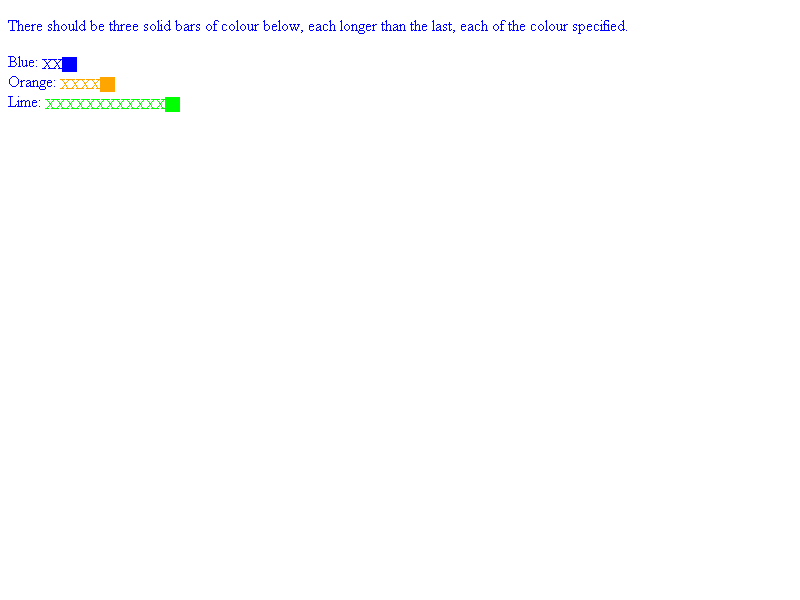 There should be three solid bars of colour below, each longer than the last, each of the colour specified.
Blue: XX
Orange: XXXX
Lime: XXXXXXXXXXXX